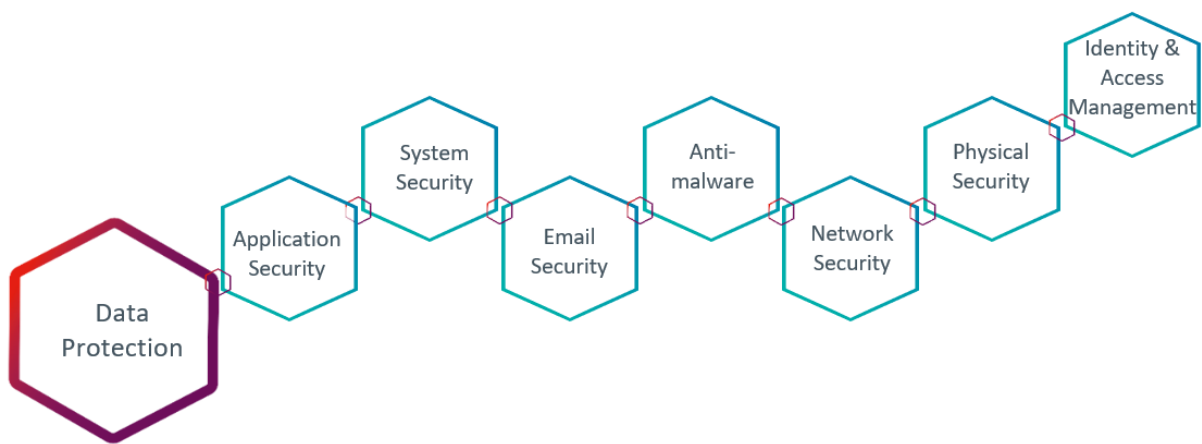 Data
Protection
Application
Security
System
Security
Email
Security
Anti-
malware
Network
Security
Physical
Security
Identity &
Access
Management